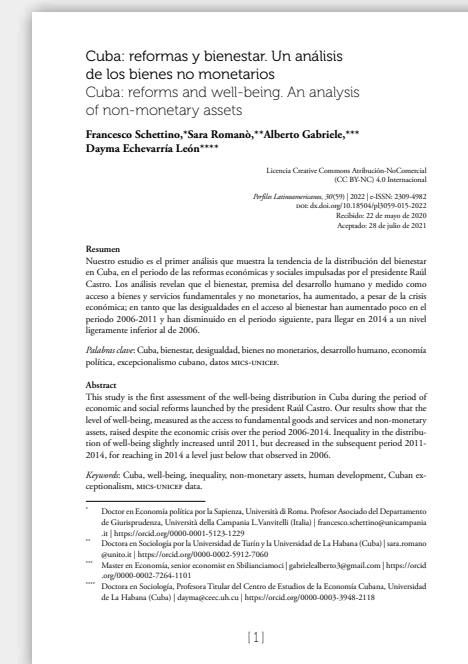 Cuba: reformas y bienestar. Un análisis
de los bienes no monetarios
Cuba: reforms and well-being. An analysis
of non-monetary assets
Francesco Schettino,*Sara Romanò,**Alberto Gabriele,***
Dayma Echevarría León****
Licencia Creative Commons Atribución-NoComercial
(CC BY-NC) 4.0 Internacional
Perfiles Latinoamericanos, 30(59) | 2022 | e-ISSN: 2309-4982
DOI: dx.doi.org/10.18504/pl3059-015-2022
Recibido: 22 de mayo de 2020
Aceptado: 28 de julio de 2021
Resumen
Nuestro estudio es el primer análisis que muestra la tendencia de la distribución del bienestar
en Cuba, en el periodo de las reformas económicas y sociales impulsadas por el presidente Raúl
Castro. Los análisis revelan que el bienestar, premisa del desarrollo humano y medido como
acceso a bienes y servicios fundamentales y no monetarios, ha aumentado, a pesar de la crisis
económica; en tanto que las desigualdades en el acceso al bienestar han aumentado poco en el
periodo 2006-2011 y han disminuido en el periodo siguiente, para llegar en 2014 a un nivel
ligeramente inferior al de 2006.
Palabras clave: Cuba, bienestar, desigualdad, bienes no monetarios, desarrollo humano, economía
política, excepcionalismo cubano, datos MICS-UNICEF.
Abstract
This study is the first assessment of the well-being distribution in Cuba during the period of
economic and social reforms launched by the president Raúl Castro. Our results show that the
level of well-being, measured as the access to fundamental goods and services and non-monetary
assets, raised despite the economic crisis over the period 2006-2014. Inequality in the distribu-
tion of well-being slightly increased until 2011, but decreased in the subsequent period 2011-
2014, for reaching in 2014 a level just below that observed in 2006.
Keywords: Cuba, well-being, inequality, non-monetary assets, human development, Cuban ex-
ceptionalism, MICS-UNICEF data.
* Doctor en Economía política por la Sapienza, Università di Roma. Profesor Asociado del Departamento
de Giurisprudenza, Università della Campania L.Vanvitelli (Italia) | francesco.schettino@unicampania
.it | https://orcid.org/0000-0001-5123-1229
** Doctora en Sociología por la Universidad de Turín y la Universidad de La Habana (Cuba) | sara.romano
@unito.it | https://orcid.org/0000-0002-5912-7060
*** Master en Economía, senior economist en Sbilianciamoci | gabrielealberto3@gmail.com | https://orcid
.org/0000-0002-7264-1101
**** Doctora en Sociología, Profesora Titular del Centro de Estudios de la Economía Cubana, Universidad
de La Habana (Cuba) | dayma@ceec.uh.cu | https://orcid.org/0000-0003-3948-2118
[ 1 ]